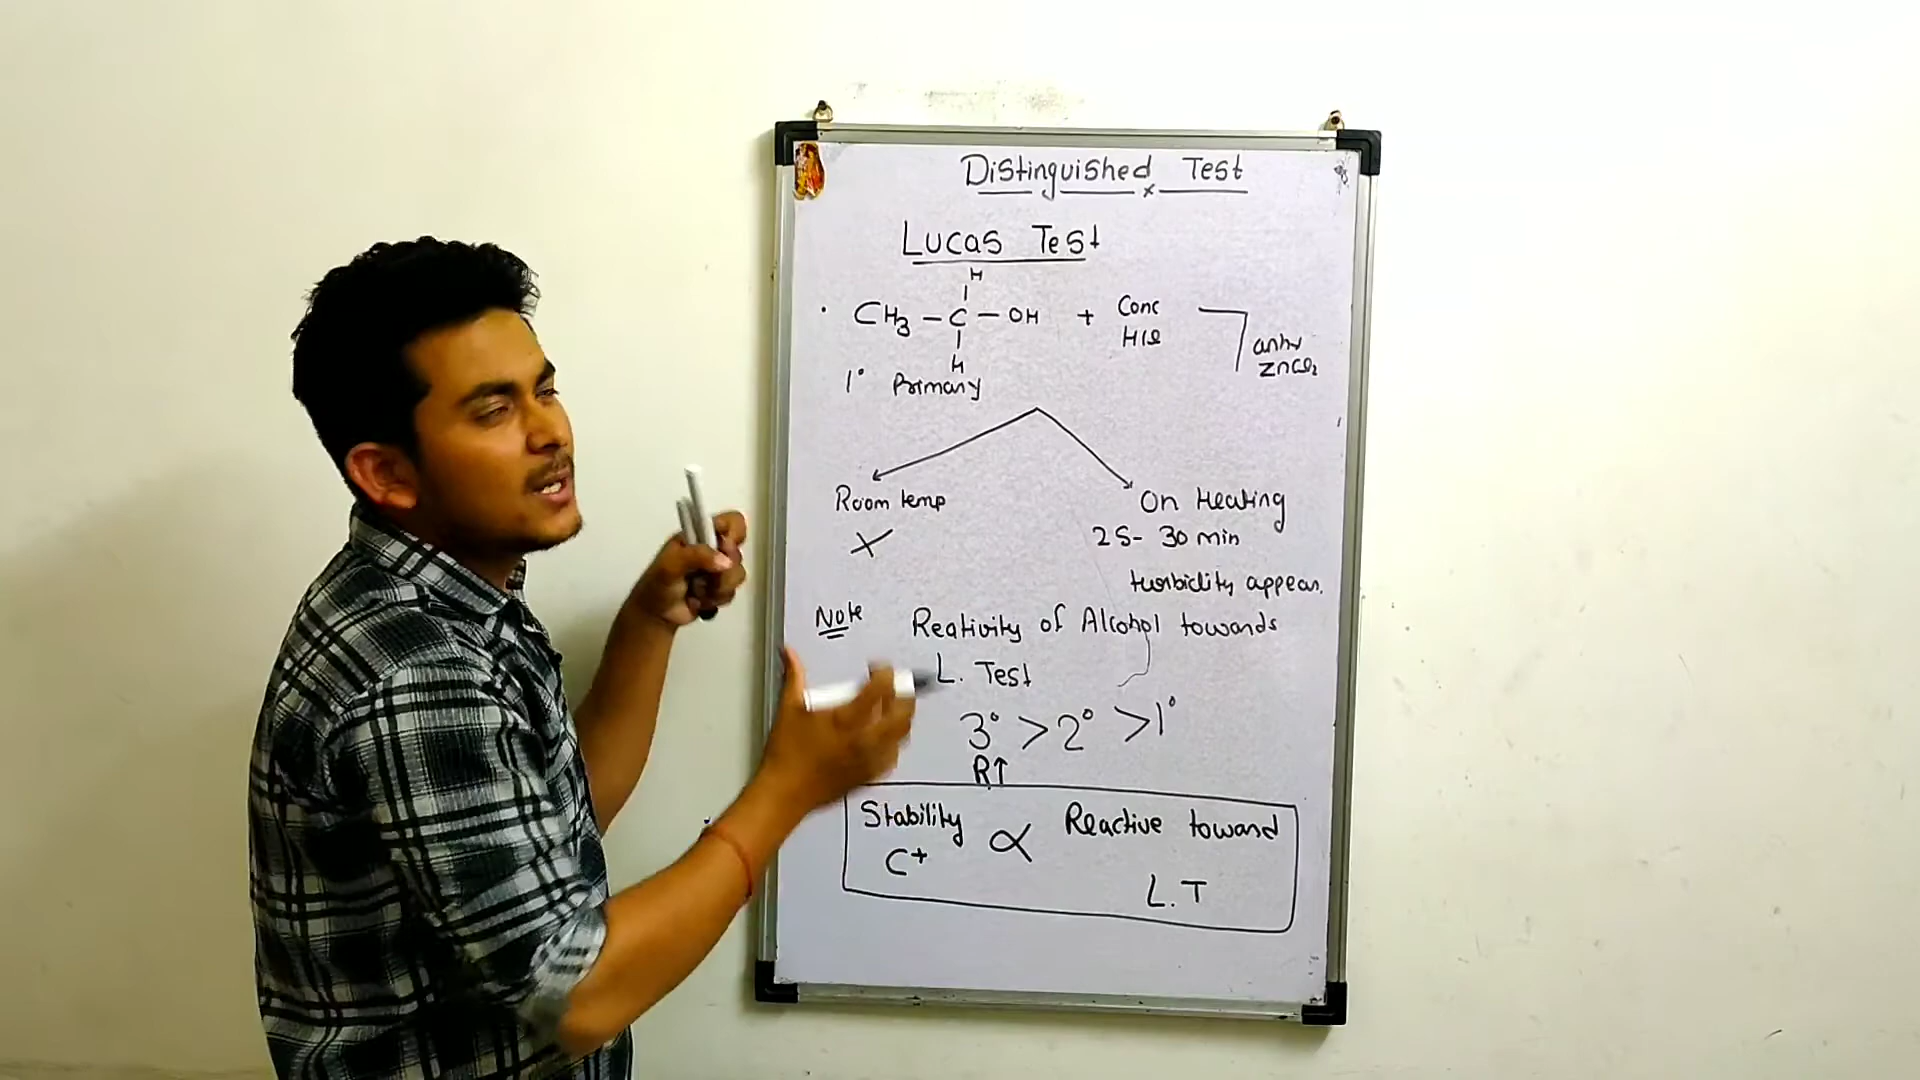 Distinguished Test
Lucas Test
H
CH3 - C - OH + Conc HCl
anhy ZnCl2
H
1° Primary
Room temp
On Heating
25- 30 min
turbidity appear.
Note Reativity of Alcohol towards
L. Test
3° > 2° > 1°
R↑
Stability ∝ Reactive toward
C+
L.T